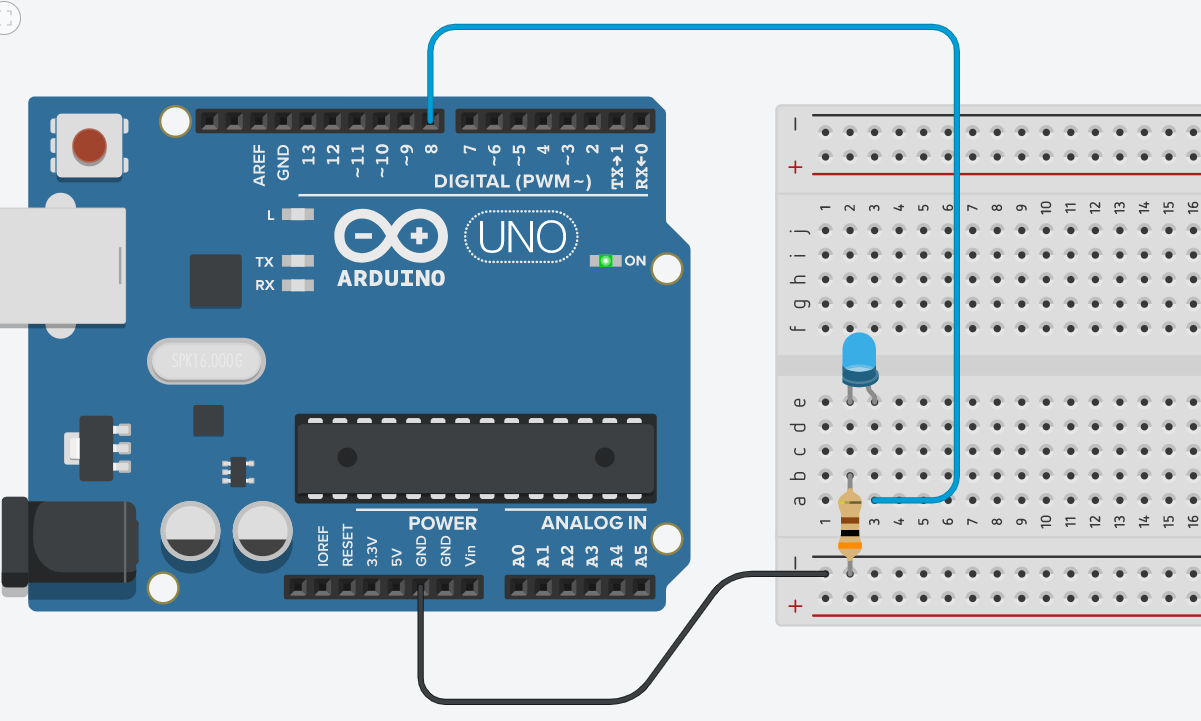 AREF GND 13 12 ~11 ~10 ~9 8 7 ~6 ~5 4 ~3 2 TX→1 RX←0
DIGITAL (PWM~)
L
TX
RX
ARDUINO
UNO
ON
SPK16.000G
POWER
ANALOG IN
IOREF RESET 3.3V 5V GND GND Vin A0 A1 A2 A3 A4 A5
−
+
1 2 3 4 5 6 7 8 9 10 11 12 13 14 15 16
j
i
h
g
f
e
d
c
b
a
1 3 4 5 6 7 8 9 10 11 12 13 14 15 16
−
+